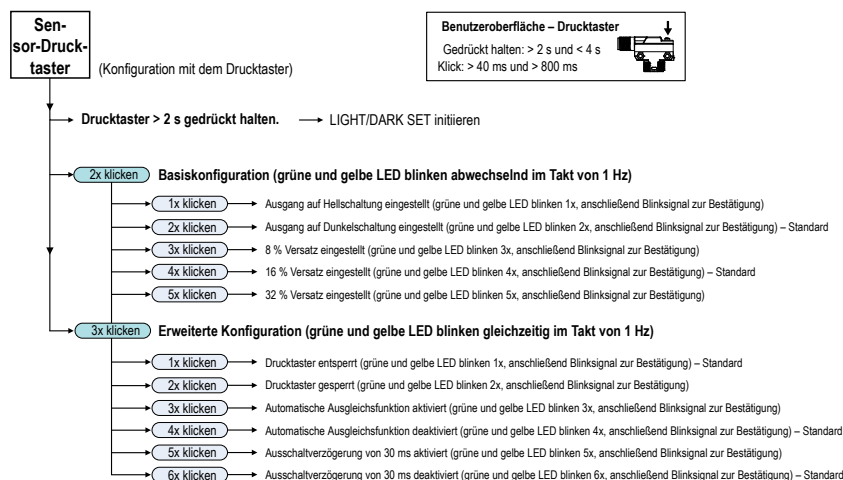 Sen-
sor-Druck-
taster
(Konfiguration mit dem Drucktaster)
Benutzeroberfläche – Drucktaster
Gedrückt halten: > 2 s und < 4 s
Klick: > 40 ms und > 800 ms
Drucktaster > 2 s gedrückt halten. LIGHT/DARK SET initiieren
2x klicken Basiskonfiguration (grüne und gelbe LED blinken abwechselnd im Takt von 1 Hz)
1x klicken Ausgang auf Hellschaltung eingestellt (grüne und gelbe LED blinken 1x, anschließend Blinksignal zur Bestätigung)
2x klicken Ausgang auf Dunkelschaltung eingestellt (grüne und gelbe LED blinken 2x, anschließend Blinksignal zur Bestätigung) – Standard
3x klicken 8 % Versatz eingestellt (grüne und gelbe LED blinken 3x, anschließend Blinksignal zur Bestätigung)
4x klicken 16 % Versatz eingestellt (grüne und gelbe LED blinken 4x, anschließend Blinksignal zur Bestätigung) – Standard
5x klicken 32 % Versatz eingestellt (grüne und gelbe LED blinken 5x, anschließend Blinksignal zur Bestätigung)
3x klicken Erweiterte Konfiguration (grüne und gelbe LED blinken gleichzeitig im Takt von 1 Hz)
1x klicken Drucktaster entsperrt (grüne und gelbe LED blinken 1x, anschließend Blinksignal zur Bestätigung) – Standard
2x klicken Drucktaster gesperrt (grüne und gelbe LED blinken 2x, anschließend Blinksignal zur Bestätigung)
3x klicken Automatische Ausgleichsfunktion aktiviert (grüne und gelbe LED blinken 3x, anschließend Blinksignal zur Bestätigung)
4x klicken Automatische Ausgleichsfunktion deaktiviert (grüne und gelbe LED blinken 4x, anschließend Blinksignal zur Bestätigung) – Standard
5x klicken Ausschaltverzögerung von 30 ms aktiviert (grüne und gelbe LED blinken 5x, anschließend Blinksignal zur Bestätigung)
6x klicken Ausschaltverzögerung von 30 ms deaktiviert (grüne und gelbe LED blinken 6x, anschließend Blinksignal zur Bestätigung) – Standard